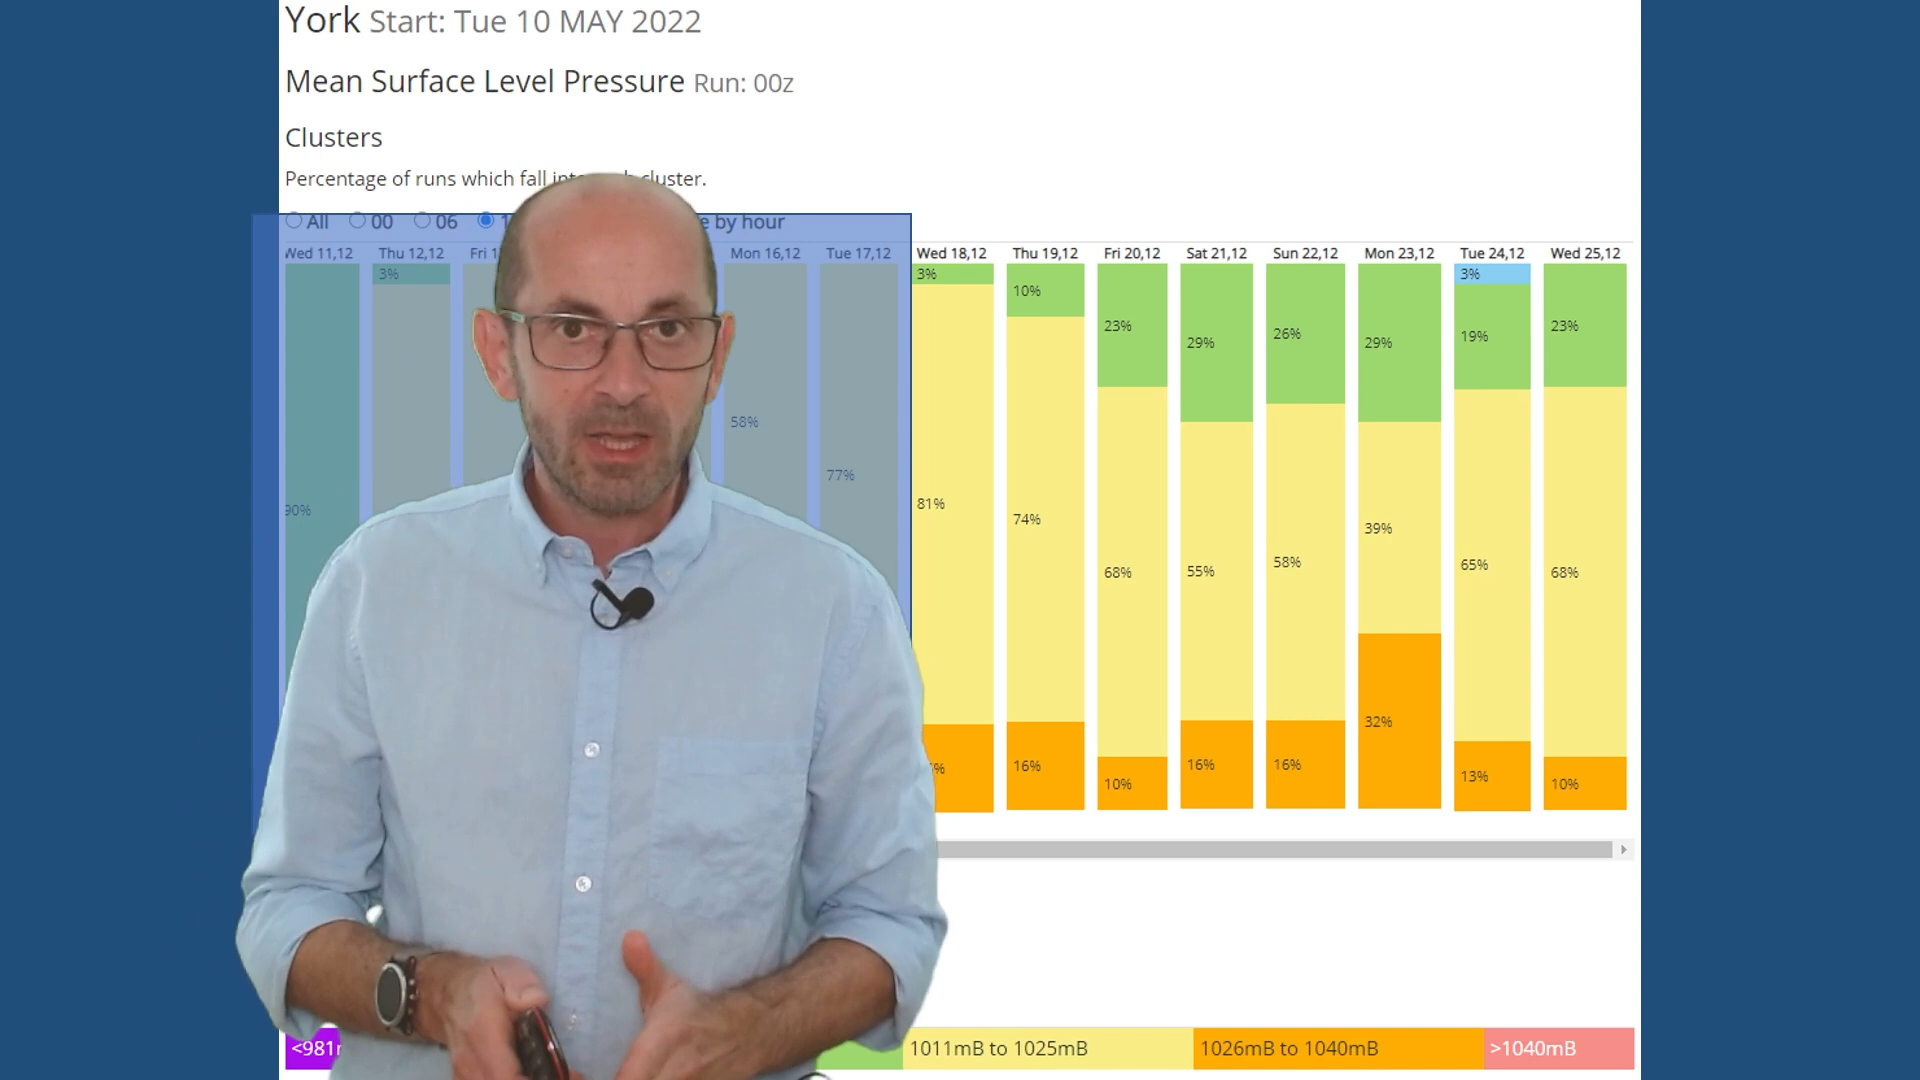 York Start: Tue 10 MAY 2022
Mean Surface Level Pressure Run: 00z
Clusters
Percentage of runs which fall cluster.
All 00 06 by hour
Wed 11,12 Thu 12,12 Mon 16,12 Tue 17,12 Wed 18,12 Thu 19,12 Fri 20,12 Sat 21,12 Sun 22,12 Mon 23,12 Tue 24,12 Wed 25,12
3% 3% 3%
10%
23% 23%
26%
19%
29% 29%
58%
77%
81%
90%
74%
39%
58%
65%
55%
68% 68%
32%
16% 16% 16%
13%
10% 10%
1011mB to 1025mB 1026mB to 1040mB >1040mB